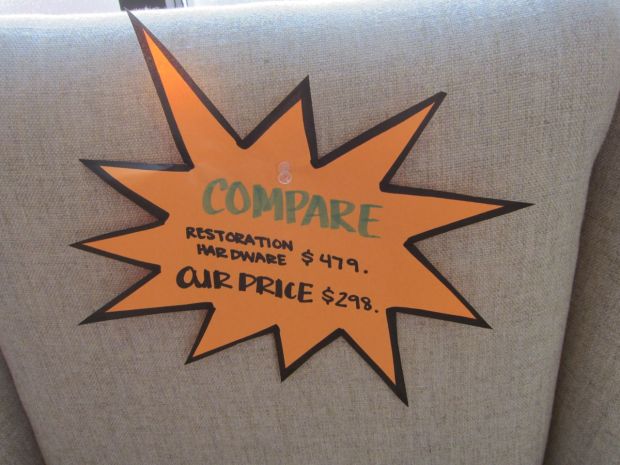 COMPARE
RESTORATION
HARDWARE $479.
OUR PRICE $298.